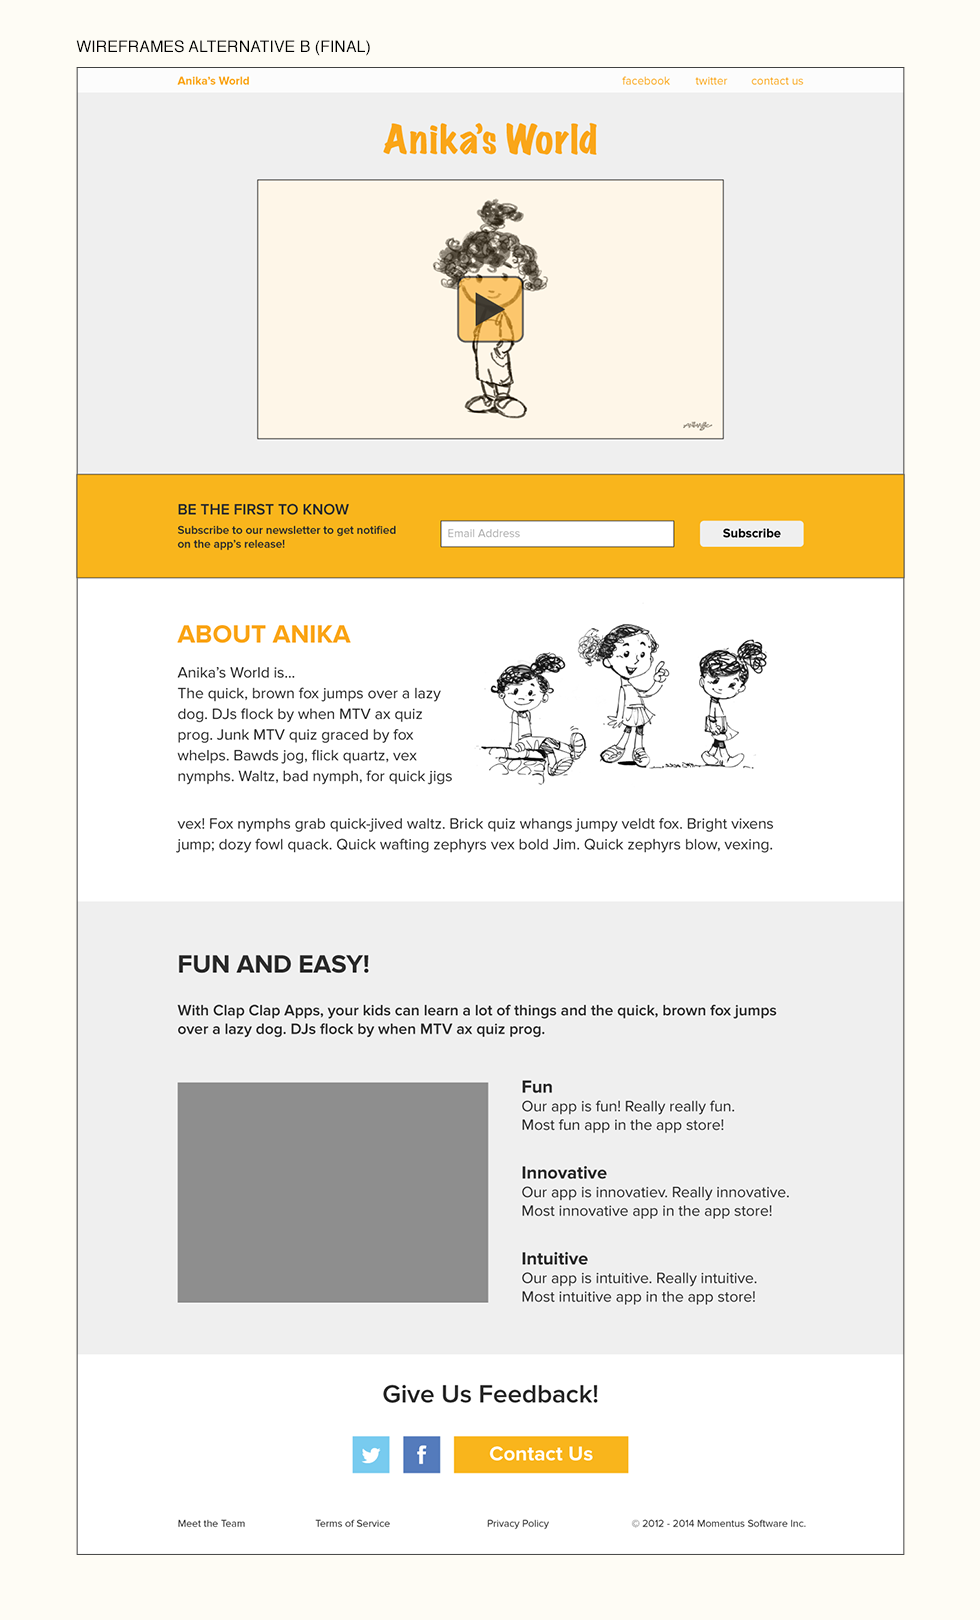 WIREFRAMES ALTERNATIVE B (FINAL)
Anika's World
facebook twitter contact us
Anika's World
BE THE FIRST TO KNOW
Subscribe to our newsletter to get notified
on the app's release!
Email Address
Subscribe
ABOUT ANIKA
Anika's World is...
The quick, brown fox jumps over a lazy
dog. DJs flock by when MTV ax quiz
prog. Junk MTV quiz graced by fox
whelps. Bawds jog, flick quartz, vex
nymphs. Waltz, bad nymph, for quick jigs
vex! Fox nymphs grab quick-jived waltz. Brick quiz whangs jumpy veldt fox. Bright vixens
jump; dozy fowl quack. Quick wafting zephyrs vex bold Jim. Quick zephyrs blow, vexing.
FUN AND EASY!
With Clap Clap Apps, your kids can learn a lot of things and the quick, brown fox jumps
over a lazy dog. DJs flock by when MTV ax quiz prog.
Fun
Our app is fun! Really really fun.
Most fun app in the app store!
Innovative
Our app is innovatiev. Really innovative.
Most innovative app in the app store!
Intuitive
Our app is intuitive. Really intuitive.
Most intuitive app in the app store!
Give Us Feedback!
Contact Us
Meet the Team
Terms of Service
Privacy Policy
© 2012 - 2014 Momentus Software Inc.